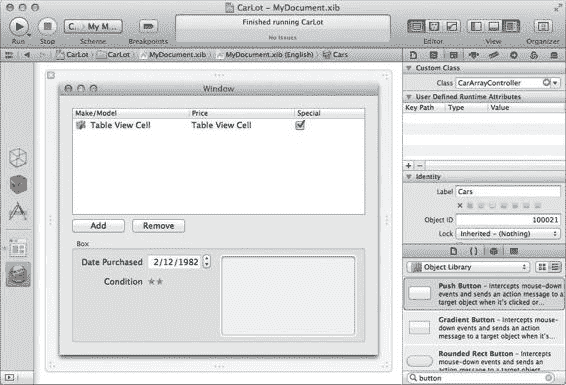 CarLot – MyDocument.xib
Run
Stop
C... My M...
Scheme
Breakpoints
Finished running CarLot
No Issues
Editor
View
Organizer
CarLot
CarLot
MyDocument.xib
MyDocument.xib (English)
Cars
Window
Make/Model
Price
Special
Table View Cell
Table View Cell
Add
Remove
Box
Date Purchased
2/12/1982
Condition
Custom Class
Class
CarArrayController
User Defined Runtime Attributes
Key Path
Type
Value
Identity
Label
Cars
Object ID
100021
Lock
Inherited - (Nothing)
Object Library
Push Button – Intercepts mouse-down
events and sends an action message to a
target object when it's clicked or...
Gradient Button – Intercepts mouse-
down events and sends an action
message to a target object when it's...
Rounded Rect Button – Intercepts
mouse-down events and sends an
action message to a target object...
button